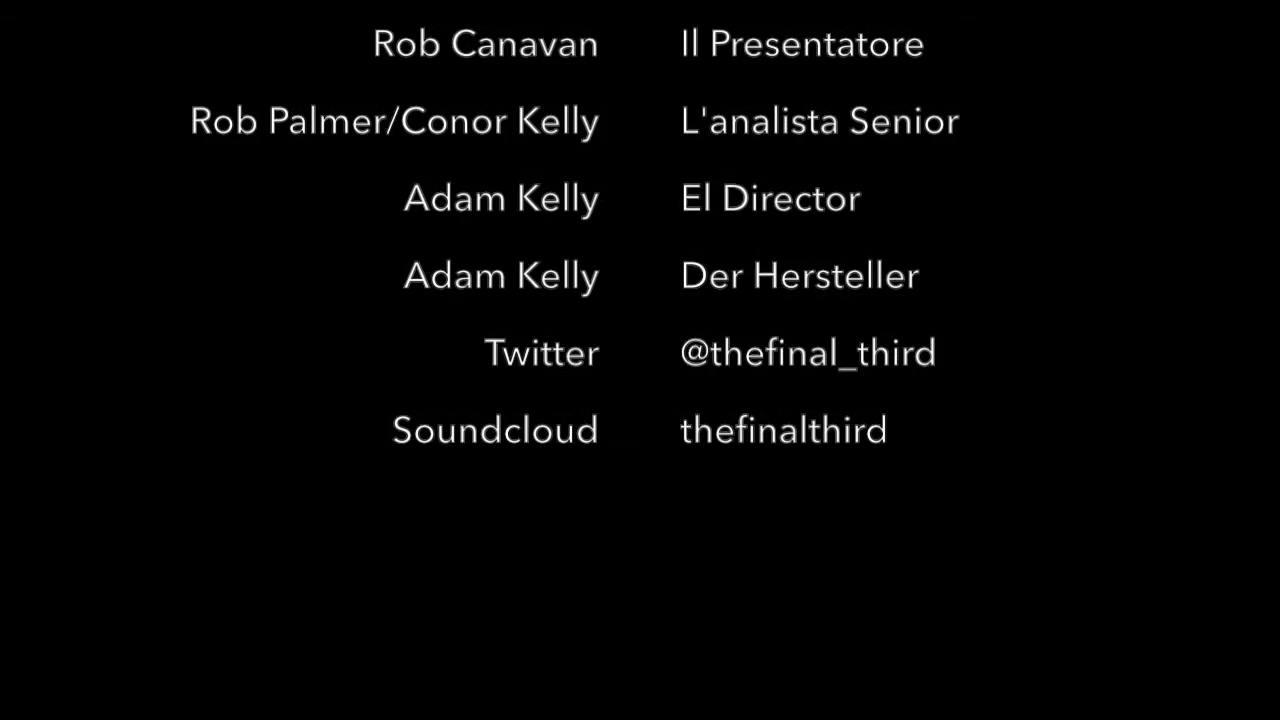 Rob Canavan Il Presentatore
Rob Palmer/Conor Kelly L'analista Senior
Adam Kelly El Director
Adam Kelly Der Hersteller
Twitter @thefinal_third
Soundcloud thefinalthird